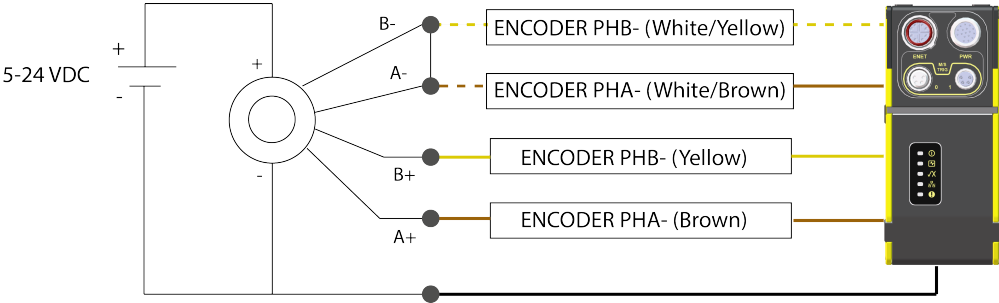 B-
ENCODER PHB- (White/Yellow)
+
5-24 VDC
-
+
A-
ENCODER PHA- (White/Brown)
ENET
PWR
M/S
TRIG
0
1
B+
ENCODER PHB- (Yellow)
-
A+
ENCODER PHA- (Brown)